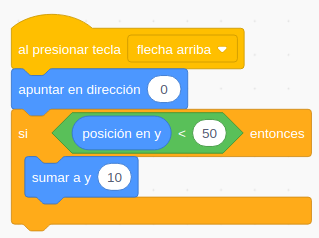 al presionar tecla flecha arriba
apuntar en dirección 0
si posición en y < 50 entonces
sumar a y 10